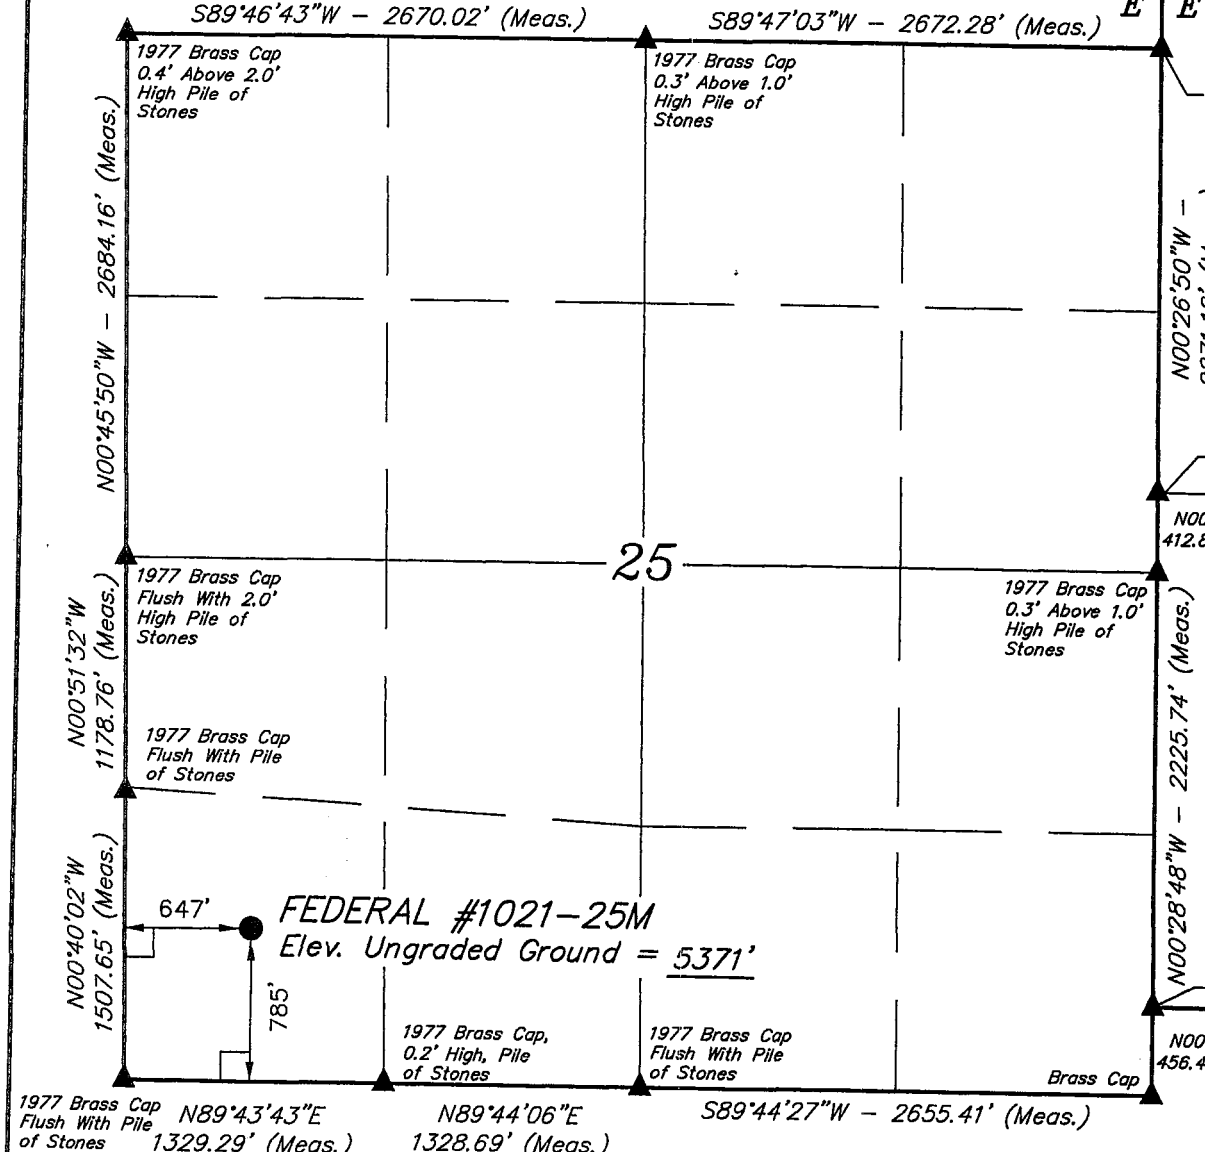 S89°46'43"W - 2670.02' (Meas.)
S89°47'03"W - 2672.28' (Meas.)
E E
1977 Brass Cap
0.4' Above 2.0'
High Pile of
Stones
1977 Brass Cap
0.3' Above 1.0'
High Pile of
Stones
N00°45'50"W - 2684.16' (Meas.)
N00°26'50"W -
25
1977 Brass Cap
Flush With 2.0'
High Pile of
Stones
N00
412.8
1977 Brass Cap
0.3' Above 1.0'
High Pile of
Stones
N00°51'32"W
1178.76' (Meas.)
N00°28'48"W - 2225.74' (Meas.)
1977 Brass Cap
Flush With Pile
of Stones
N00°40'02"W
1507.65' (Meas.)
647'
FEDERAL #1021-25M
Elev. Ungraded Ground = 5371'
785'
1977 Brass Cap,
0.2' High, Pile
of Stones
1977 Brass Cap
Flush With Pile
of Stones
N00
456.4
Brass Cap
1977 Brass Cap
Flush With Pile
of Stones
N89°43'43"E
1329.29' (Meas.)
N89°44'06"E
1328.69' (Meas.)
S89°44'27"W - 2655.41' (Meas.)